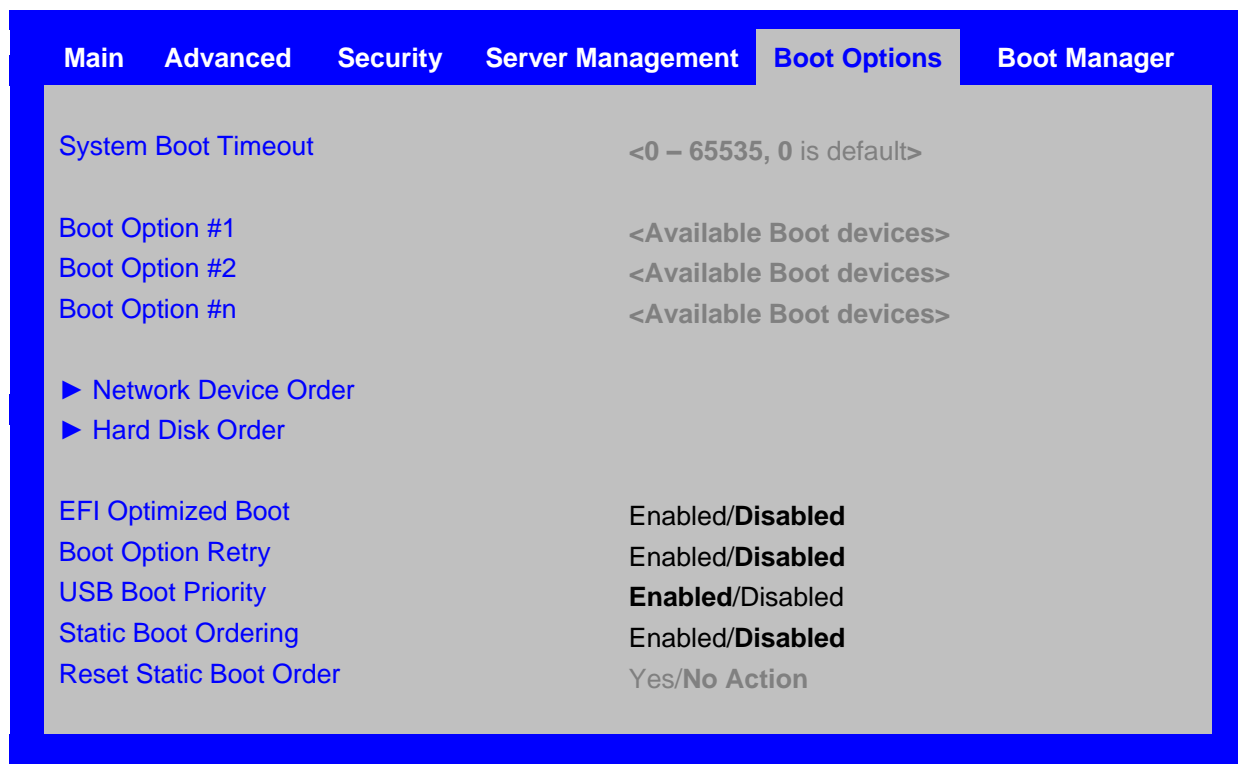 Main Advanced Security Server Management Boot Options Boot Manager
System Boot Timeout <0 – 65535, 0 is default>
Boot Option #1 <Available Boot devices>
Boot Option #2 <Available Boot devices>
Boot Option #n <Available Boot devices>
► Network Device Order
► Hard Disk Order
EFI Optimized Boot Enabled/Disabled
Boot Option Retry Enabled/Disabled
USB Boot Priority Enabled/Disabled
Static Boot Ordering Enabled/Disabled
Reset Static Boot Order Yes/No Action